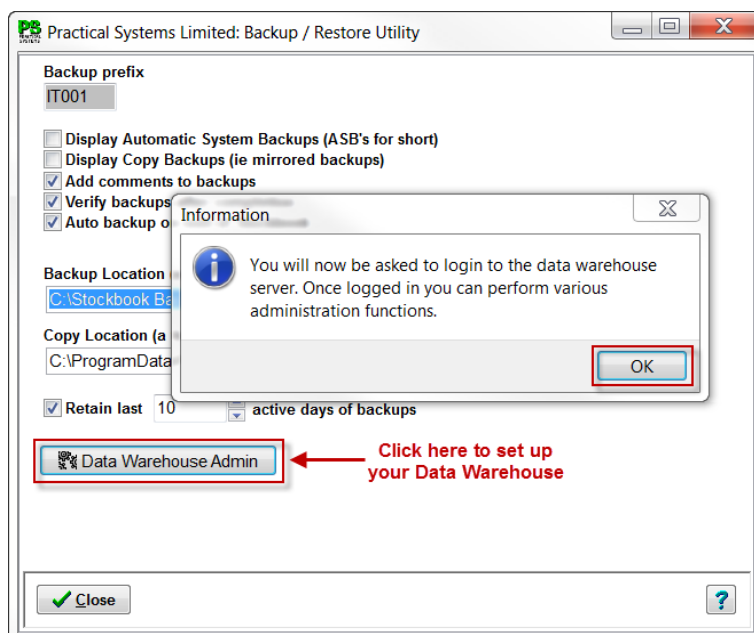 PS
PRACTICAL
SYSTEMS
Practical Systems Limited: Backup / Restore Utility
Backup prefix
IT001
Display Automatic System Backups (ASB's for short)
Display Copy Backups (ie mirrored backups)
Add comments to backups
Verify backups
Auto backup o
Information
You will now be asked to login to the data warehouse
server. Once logged in you can perform various
administration functions.
OK
Backup Location
C:\Stockbook Ba
Copy Location (a
C:\ProgramData
Retain last 10 active days of backups
Data Warehouse Admin
Click here to set up
your Data Warehouse
Close
?